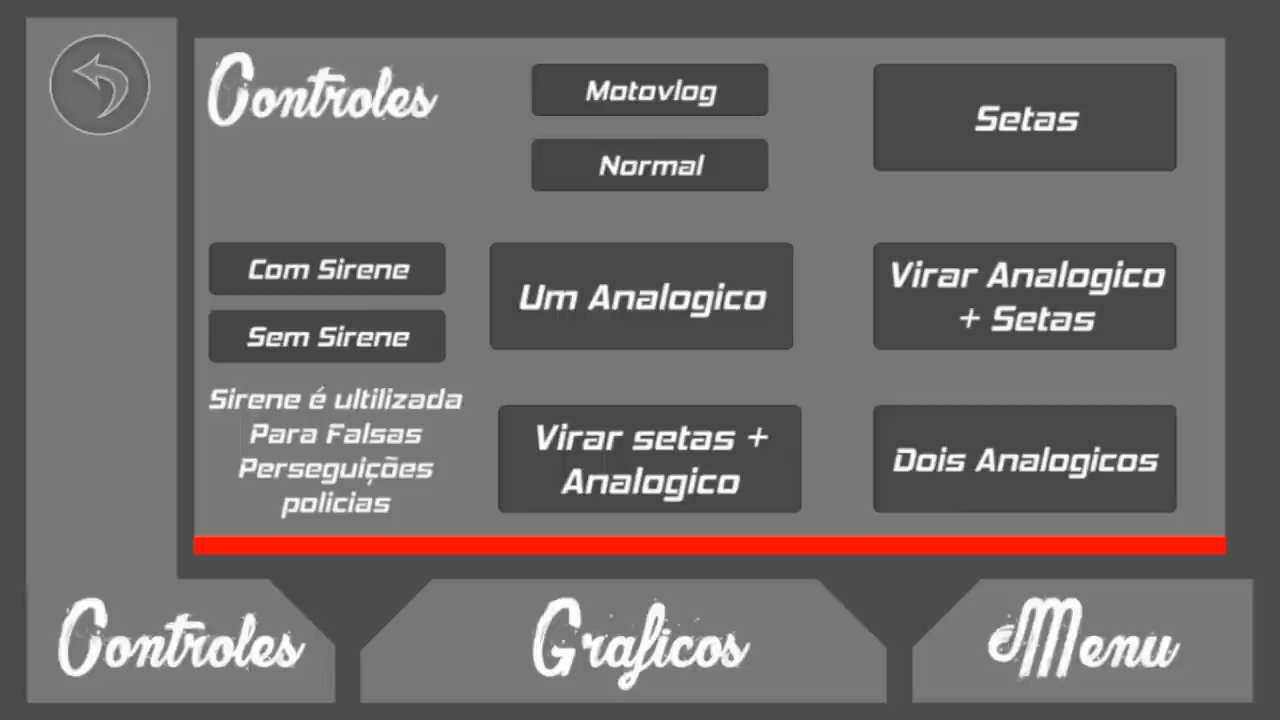 Controles
Motovlog
Normal
Setas
Com Sirene
Sem Sirene
Sirene é ultilizada
Para Falsas
Perseguições
policias
Um Analogico
Virar Analogico
+ Setas
Virar setas +
Analogico
Dois Analogicos
Controles
Graficos
Menu